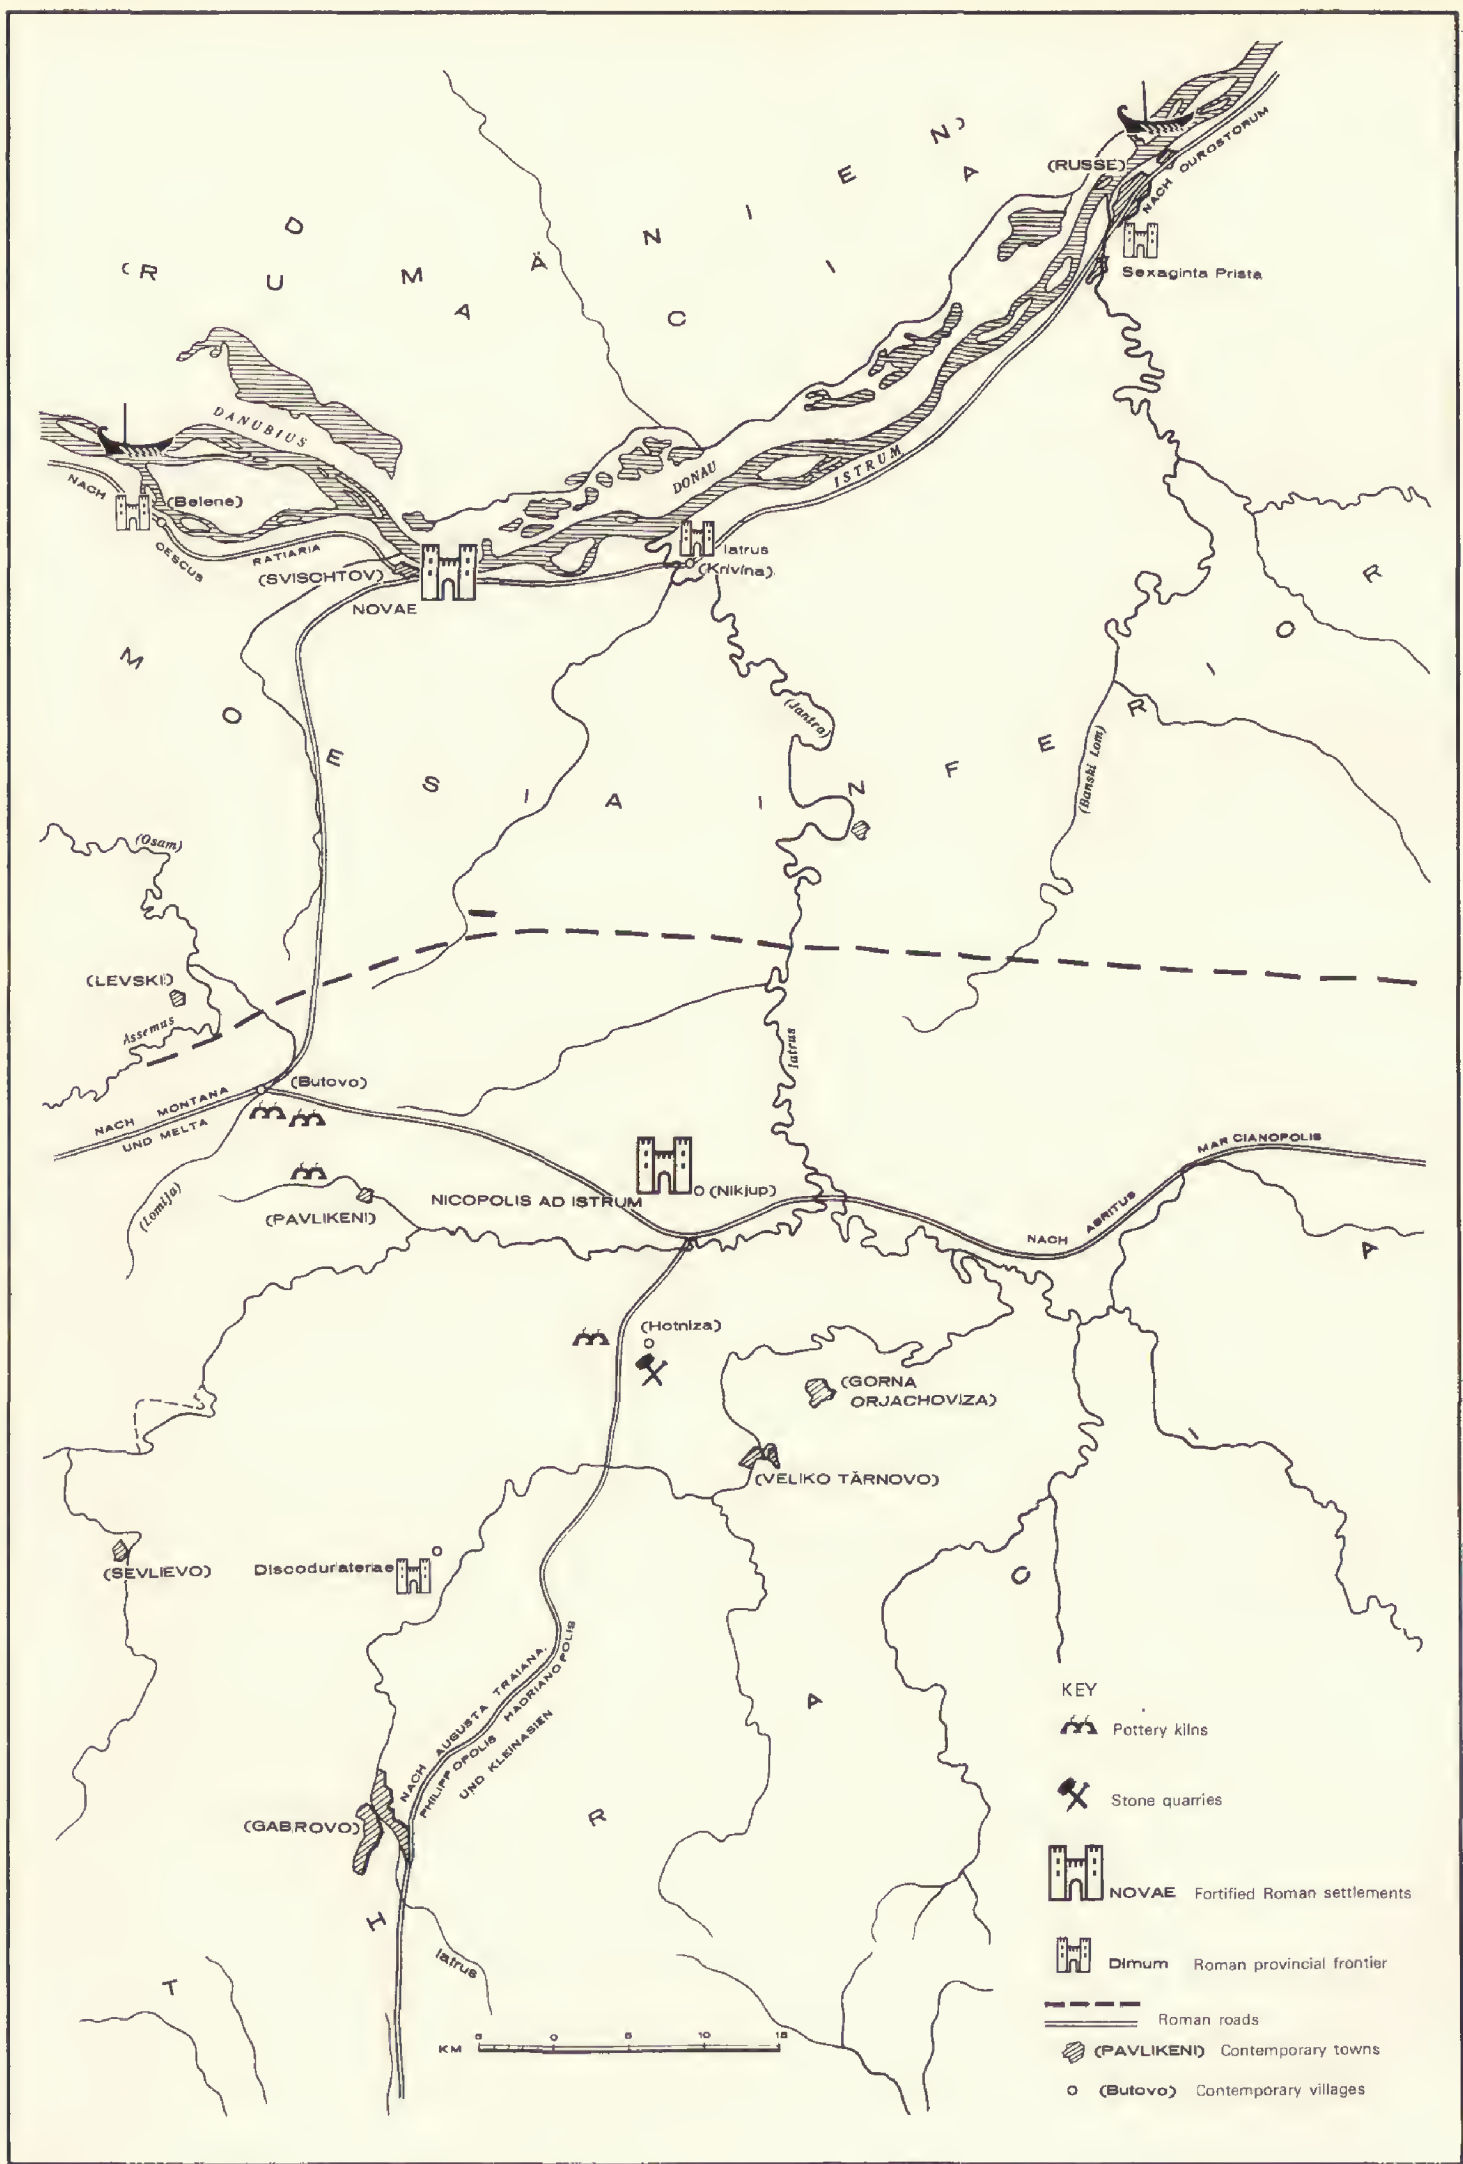 (RUMÄNIEN)
DACIA
(RUSSE)
NACH DUROSTORUM
Sexaginta Prista
DANUBIUS
NACH
OESCUS
RATIARIA
(Belene)
DONAU
ISTRUM
(SVISCHTOV)
NOVAE
Iatrus
(Krivina)
MOESIA INFERIOR
(Jantra)
(Banski Lom)
(Osam)
(LEVSKI)
Assemus
Iatrus
(Butovo)
NACH MONTANA
UND MELTA
(Lomija)
(PAVLIKENI)
NICOPOLIS AD ISTRUM
(Nikjup)
NACH ABRITUS
MARCIANOPOLIS
(Hotniza)
(GORNA
ORJACHOVIZA)
(VELIKO TĂRNOVO)
(SEVLIEVO)
Discoduriaterae
NACH AUGUSTA TRAIANA,
PHILIPPOPOLIS HADRIANOPOLIS
UND KLEINASIEN
(GABROVO)
Iatrus
THRACIA
KM 5 0 5 10 15
KEY
Pottery kilns
Stone quarries
NOVAE Fortified Roman settlements
Dimum Roman provincial frontier
Roman roads
(PAVLIKENI) Contemporary towns
(Butovo) Contemporary villages